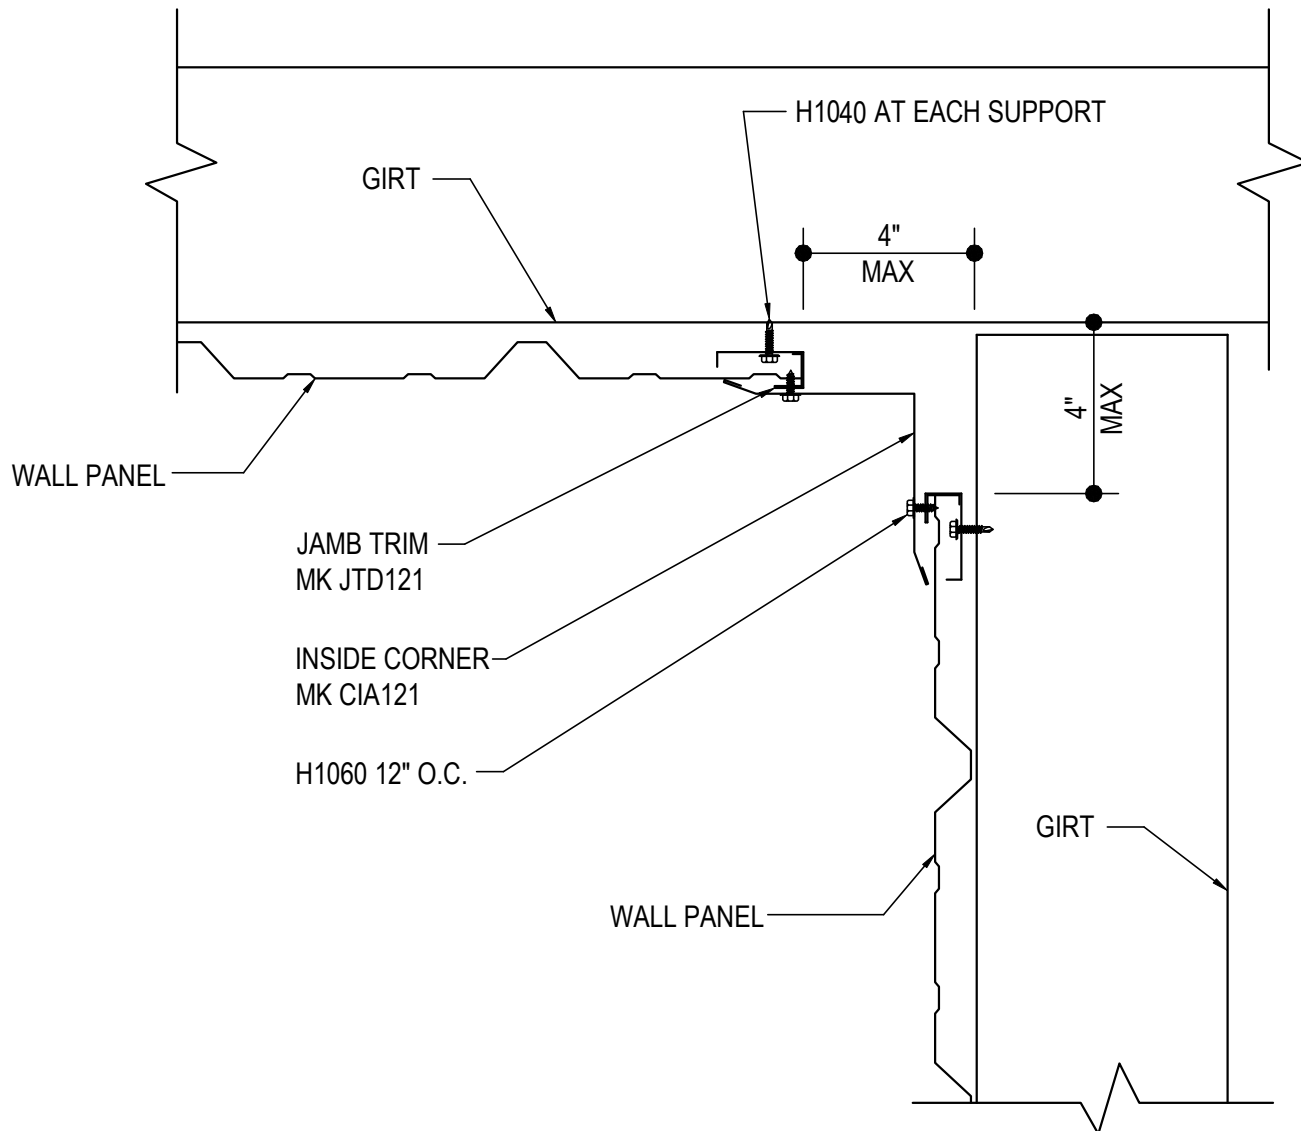 H1040 AT EACH SUPPORT
GIRT
4"
MAX
4"
MAX
WALL PANEL
JAMB TRIM
MK JTD121
INSIDE CORNER
MK CIA121
H1060 12" O.C.
GIRT
WALL PANEL